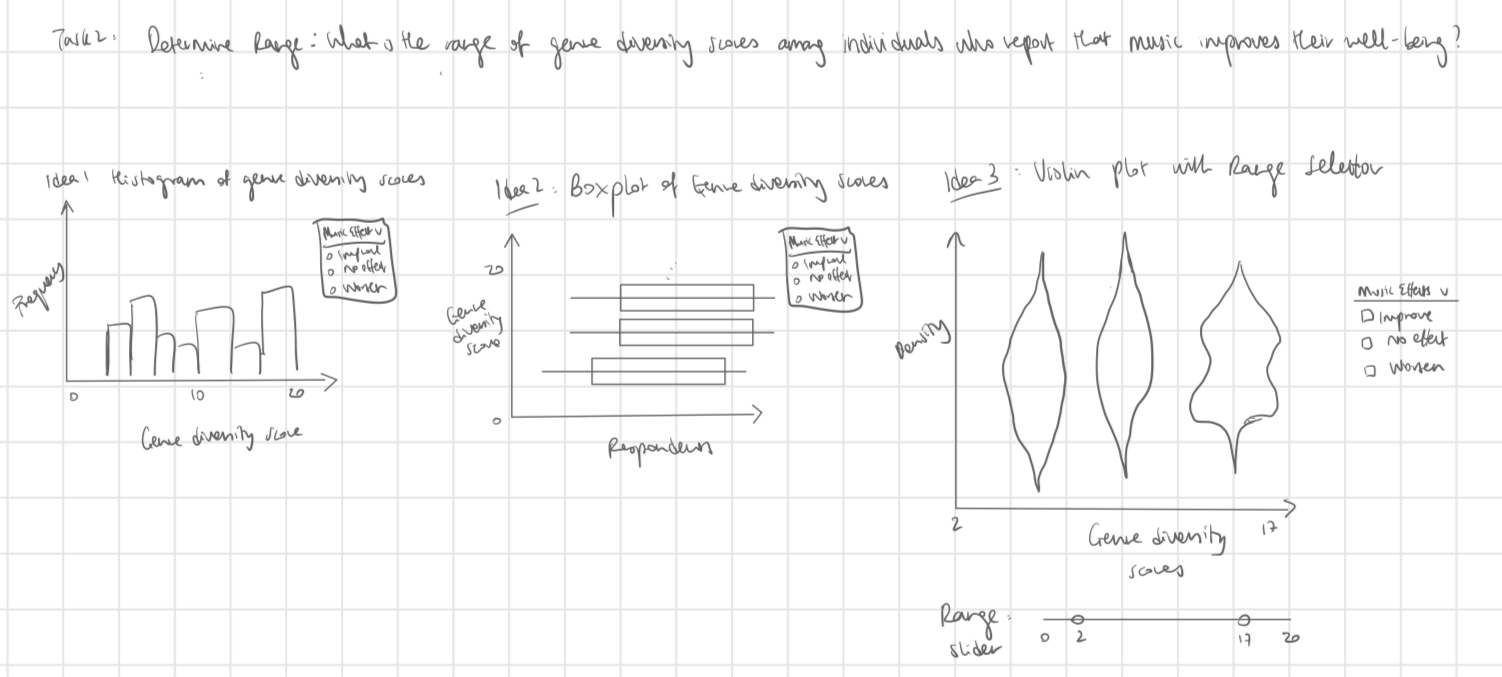 Task 2: Determine Range: What is the range of genre diversity scores among individuals who report that music improves their well-being?
Idea 1 Histogram of genre diversity scores
Frequency
Music Effect v
Improve
no effect
Worsen
0 10 20
Genre diversity score
Idea 2: Boxplot of Genre diversity scores
20
Genre
diversity
score
0
Music Effect v
Improve
no effect
Worsen
Respondents
Idea 3: Violin plot with Range Selector
Density
Music Effects v
Improve
No effect
Worsen
2 17
Genre diversity
scores
Range
slider
:
0 2 17 20